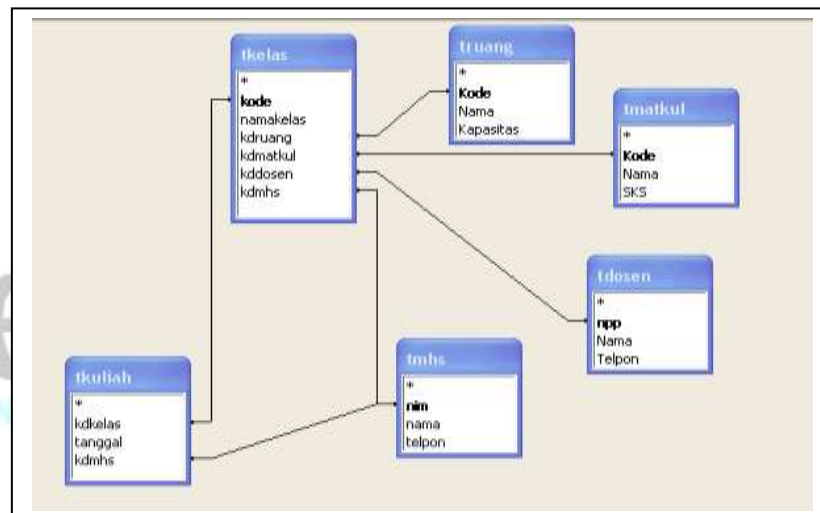 tkelas
*
kode
namakelas
kdruang
kdmatkul
kddosen
kdmhs
truang
*
Kode
Nama
Kapasitas
tmatkul
*
Kode
Nama
SKS
tdosen
*
npp
Nama
Telpon
tkuliah
*
kdkelas
tanggal
kdmhs
tmhs
*
nim
nama
telpon